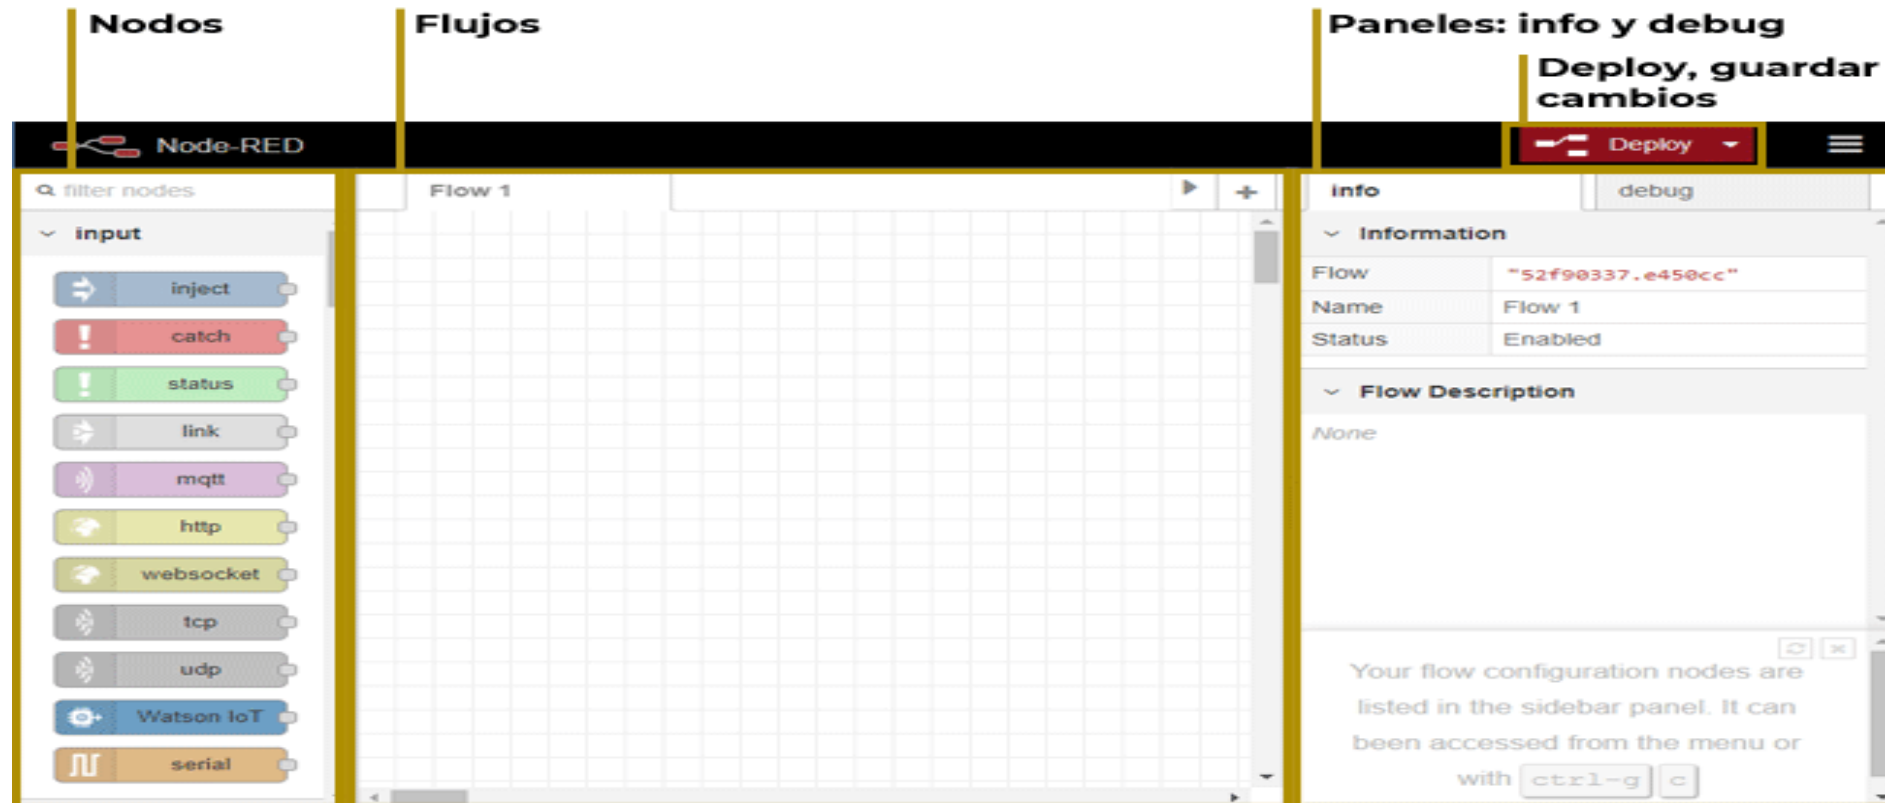 Nodos
Flujos
Paneles: info y debug
Deploy, guardar
cambios
Node-RED
Deploy
filter nodes
input
inject
catch
status
link
mqtt
http
websocket
tcp
udp
Watson IoT
serial
Flow 1
info
debug
Information
Flow "52f90337.e450cc"
Name Flow 1
Status Enabled
Flow Description
None
Your flow configuration nodes are
listed in the sidebar panel. It can
been accessed from the menu or
with ctrl-g c